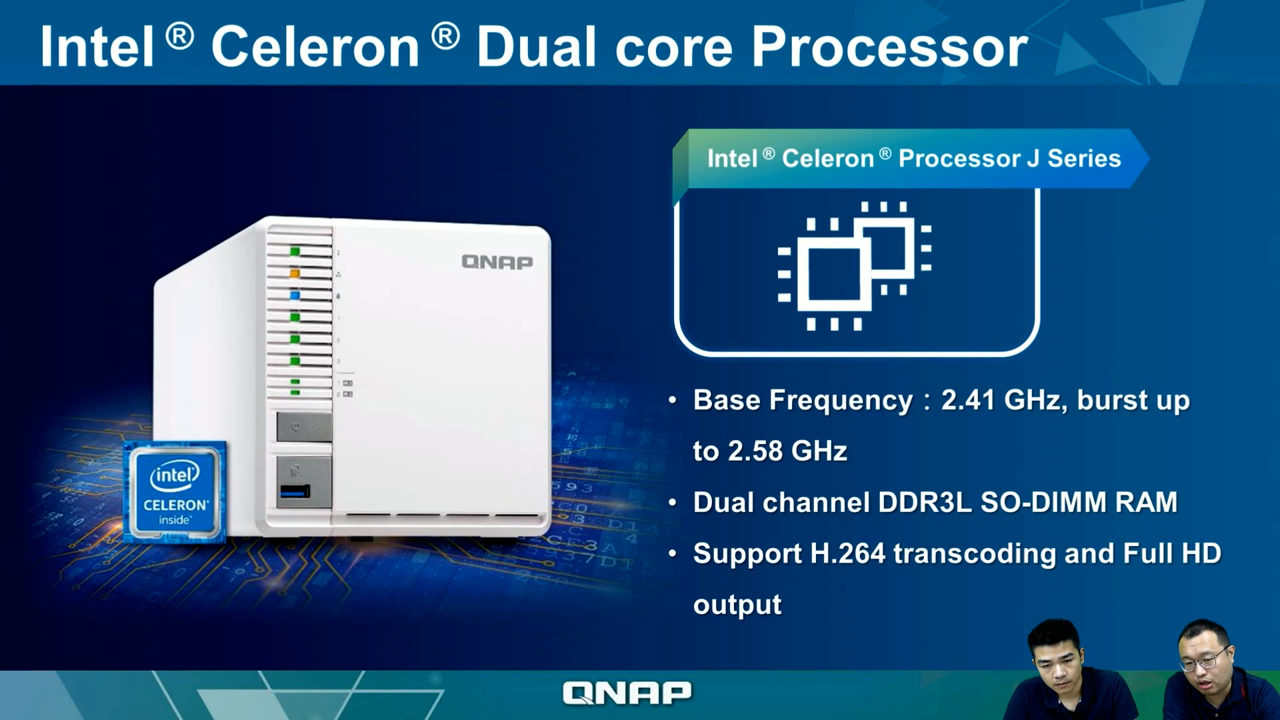 Intel® Celeron® Dual core Processor
Intel® Celeron® Processor J Series
QNAP
Base Frequency：2.41 GHz, burst up
to 2.58 GHz
• Dual channel DDR3L SO-DIMM RAM
• Support H.264 transcoding and Full HD
output
intel®
CELERON®
inside™
QNAP